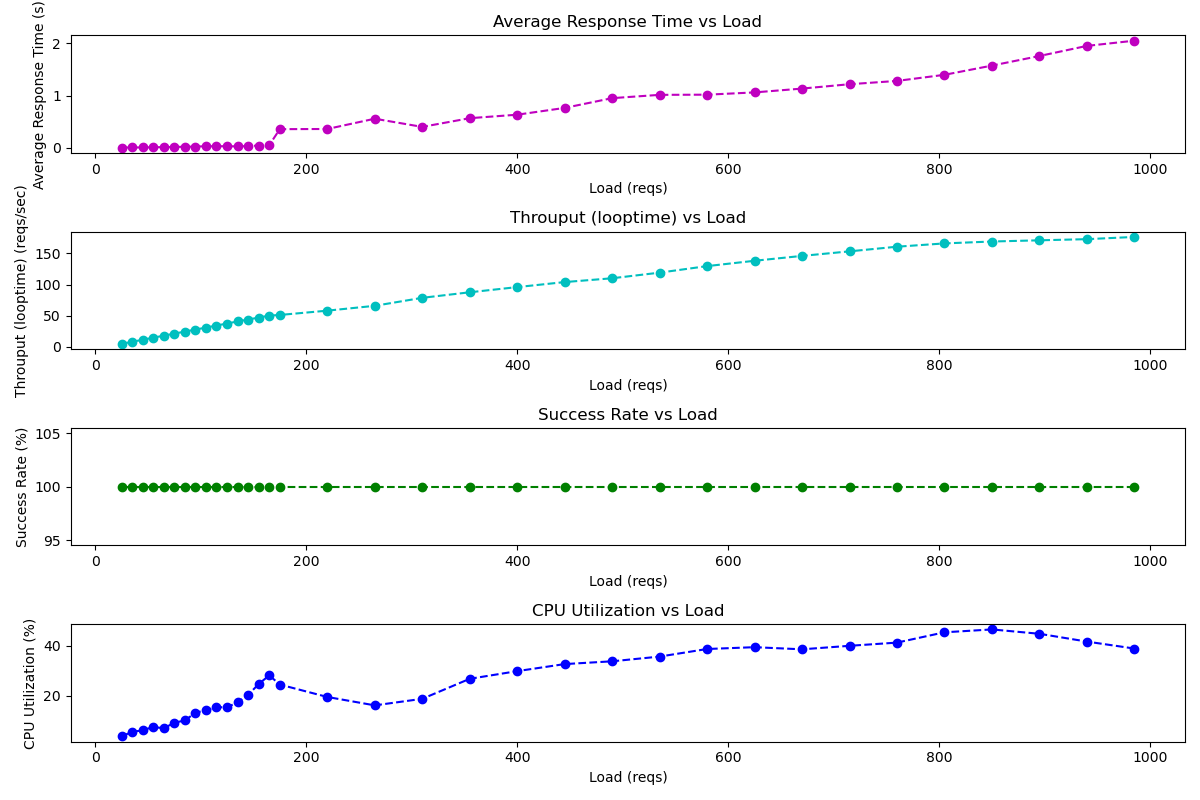 Average Response Time vs Load
Average Response Time (s)
2
1
0
0 200 400 600 800 1000
Load (reqs)
Throuput (looptime) vs Load
Throuput (looptime) (reqs/sec)
150
100
50
0
0 200 400 600 800 1000
Load (reqs)
Success Rate vs Load
Success Rate (%)
105
100
95
0 200 400 600 800 1000
Load (reqs)
CPU Utilization vs Load
CPU Utilization (%)
40
20
0 200 400 600 800 1000
Load (reqs)